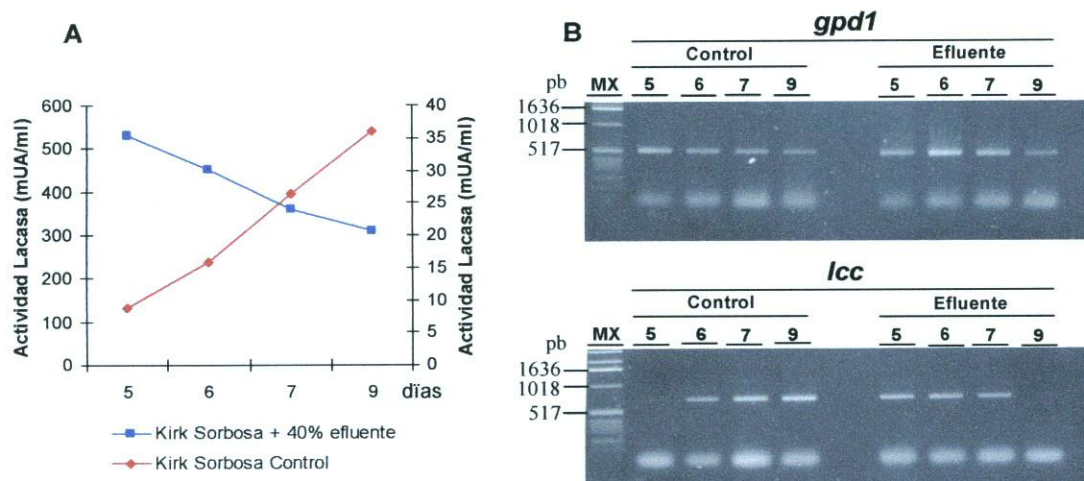 A
Actividad Lacasa (mUA/ml)
600
500
400
300
200
100
0
40
35
30
25
20
15
10
5
0
Actividad Lacasa (mUA/ml)
5 6 7 9 dïas
Kirk Sorbosa + 40% efluente
Kirk Sorbosa Control
B
gpd1
Control Efluente
pb MX 5 6 7 9 5 6 7 9
1636
1018
517
lcc
Control Efluente
pb MX 5 6 7 9 5 6 7 9
1636
1018
517